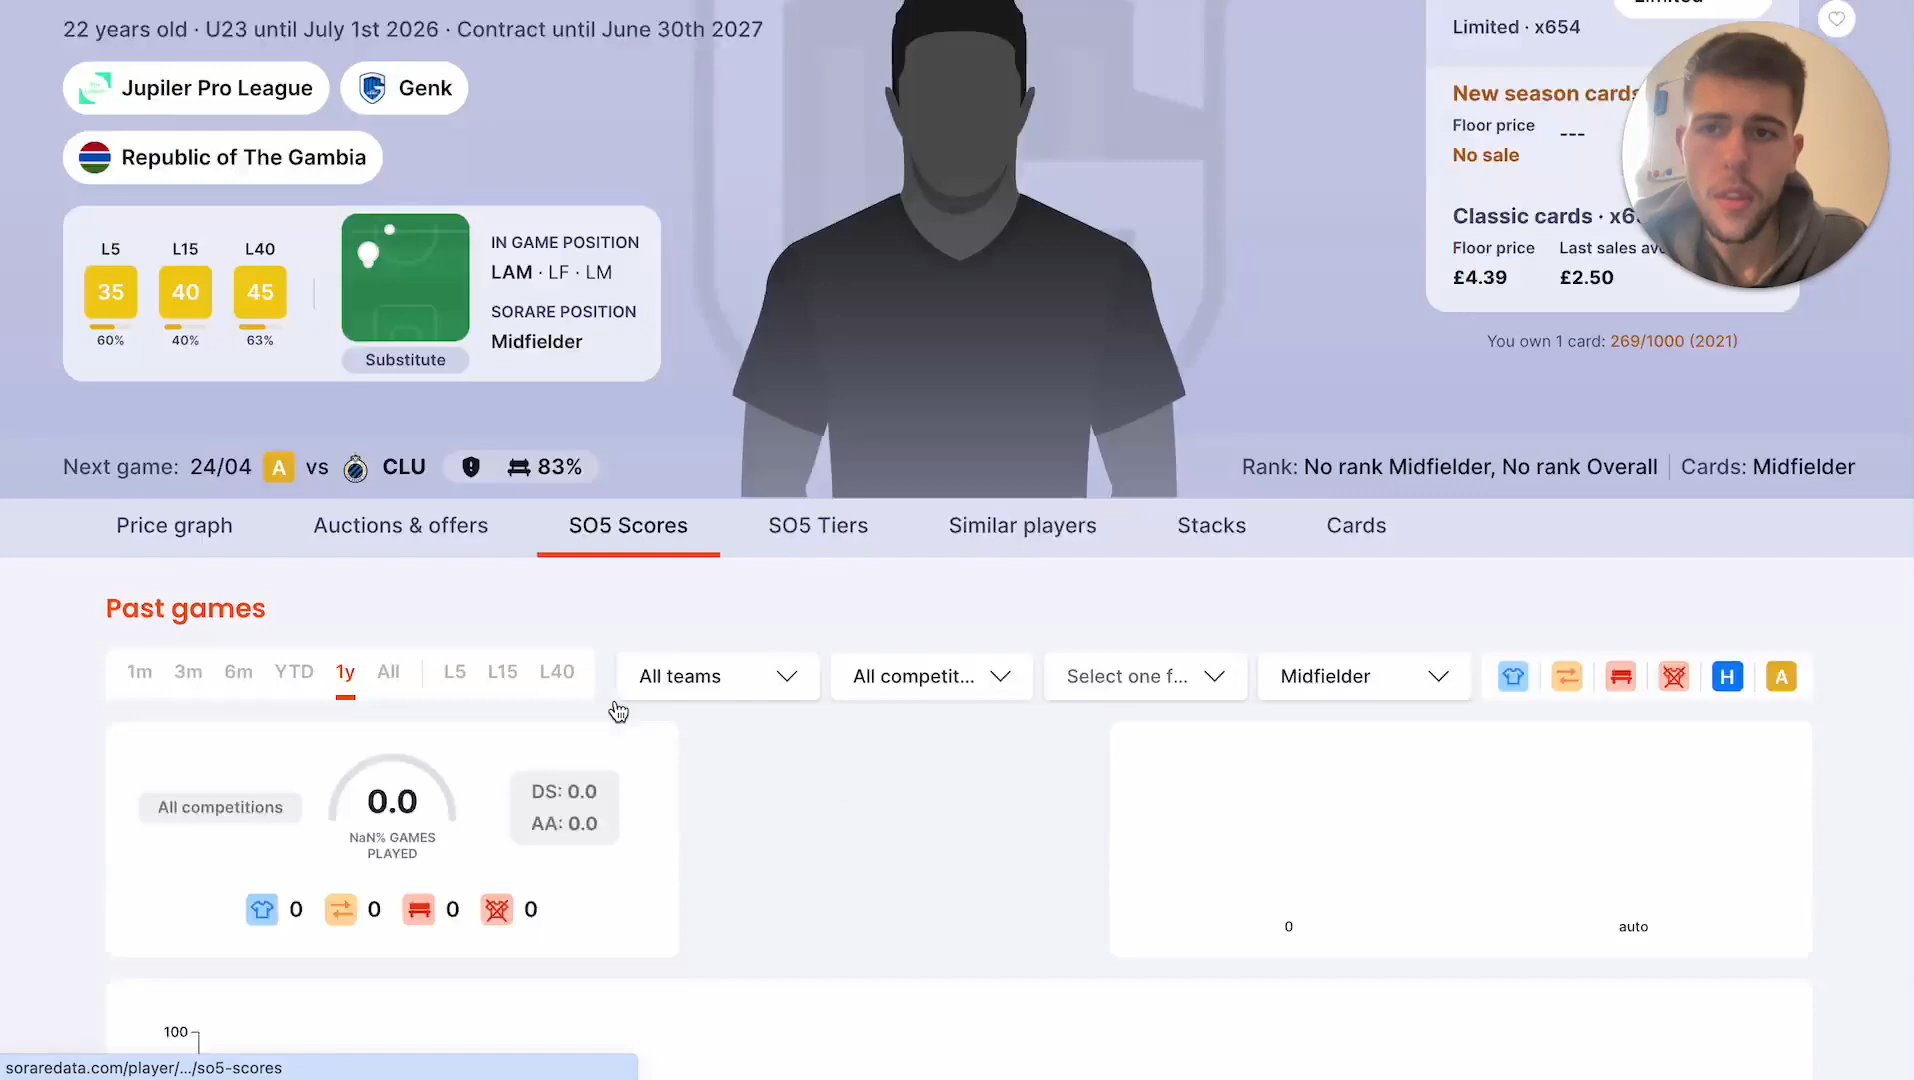 22 years old · U23 until July 1st 2026 · Contract until June 30th 2027
Jupiler Pro League
Genk
Republic of The Gambia
L5 L15 L40
35 40 45
60% 40% 63%
Substitute
IN GAME POSITION
LAM · LF · LM
SORARE POSITION
Midfielder
Limited · x654
New season cards
Floor price ---
No sale
Classic cards ·
Floor price Last sales
£4.39 £2.50
You own 1 card: 269/1000 (2021)
Next game: 24/04 A vs CLU 83%
Rank: No rank Midfielder, No rank Overall Cards: Midfielder
Price graph Auctions & offers SO5 Scores SO5 Tiers Similar players Stacks Cards
Past games
1m 3m 6m YTD 1y All L5 L15 L40 All teams All competit... Select one f... Midfielder H A
All competitions
0.0
NaN% GAMES
PLAYED
DS: 0.0
AA: 0.0
0 0 0 0
0 auto
100
soraredata.com/player/.../so5-scores